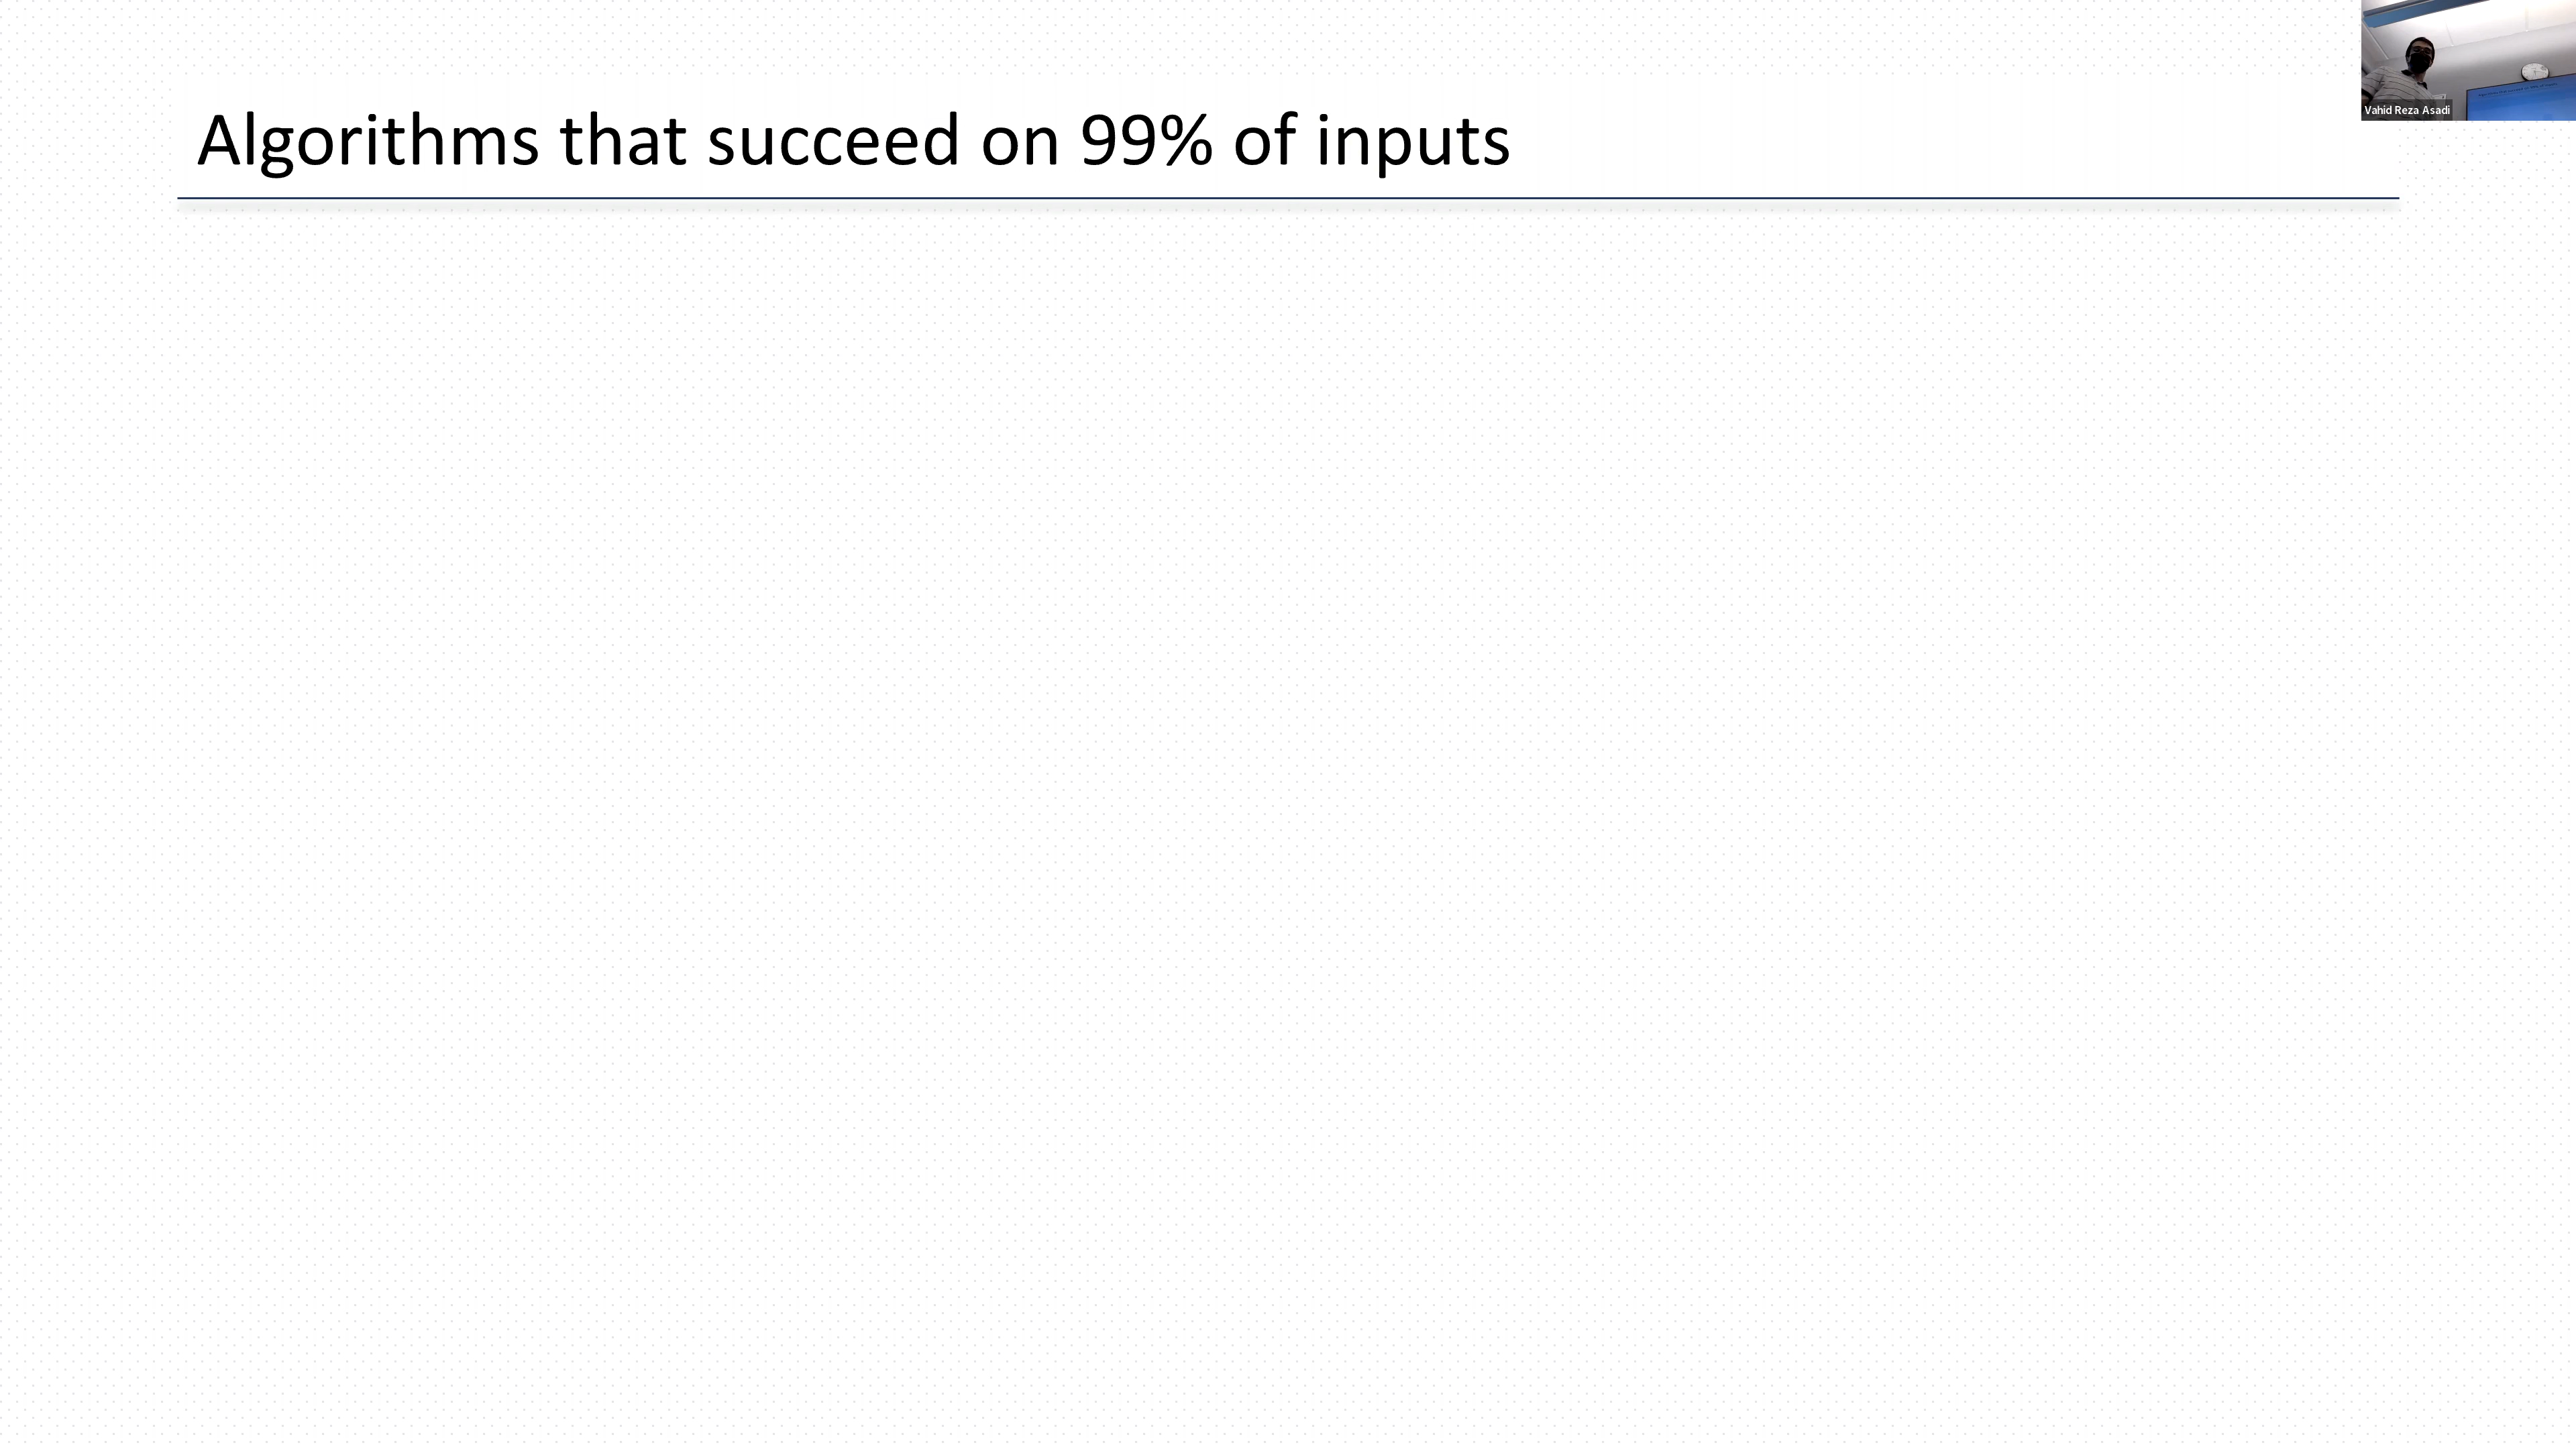 Algorithms that succeed on 99% of inputs
Vahid Reza Asadi